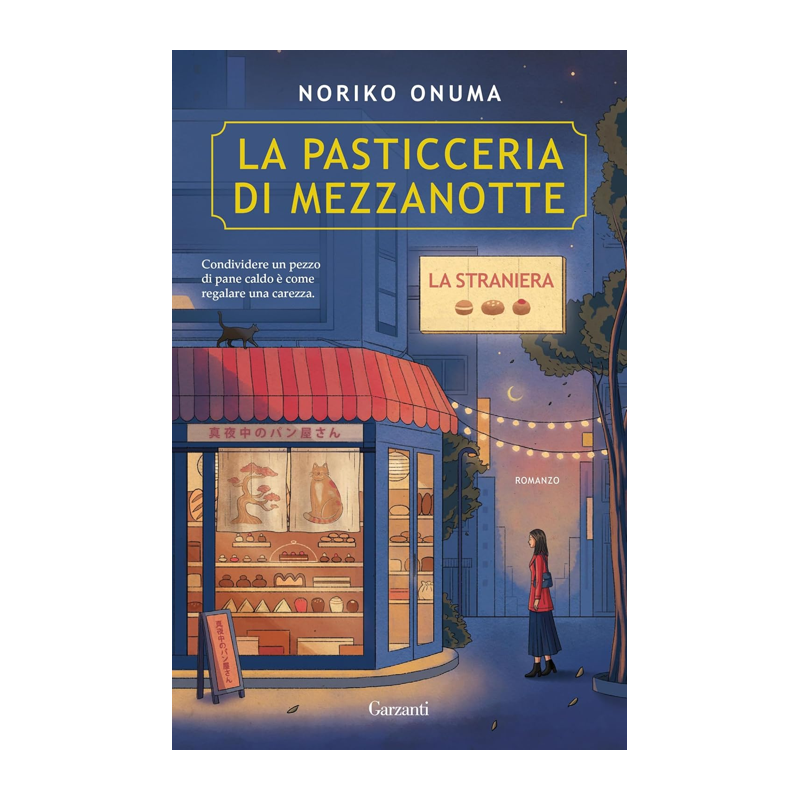 NORIKO ONUMA
LA PASTICCERIA
DI MEZZANOTTE
Condividere un pezzo
di pane caldo è come
regalare una carezza.
LA STRANIERA
真夜中のパン屋さん
ROMANZO
真夜中のパン屋さん
Garzanti